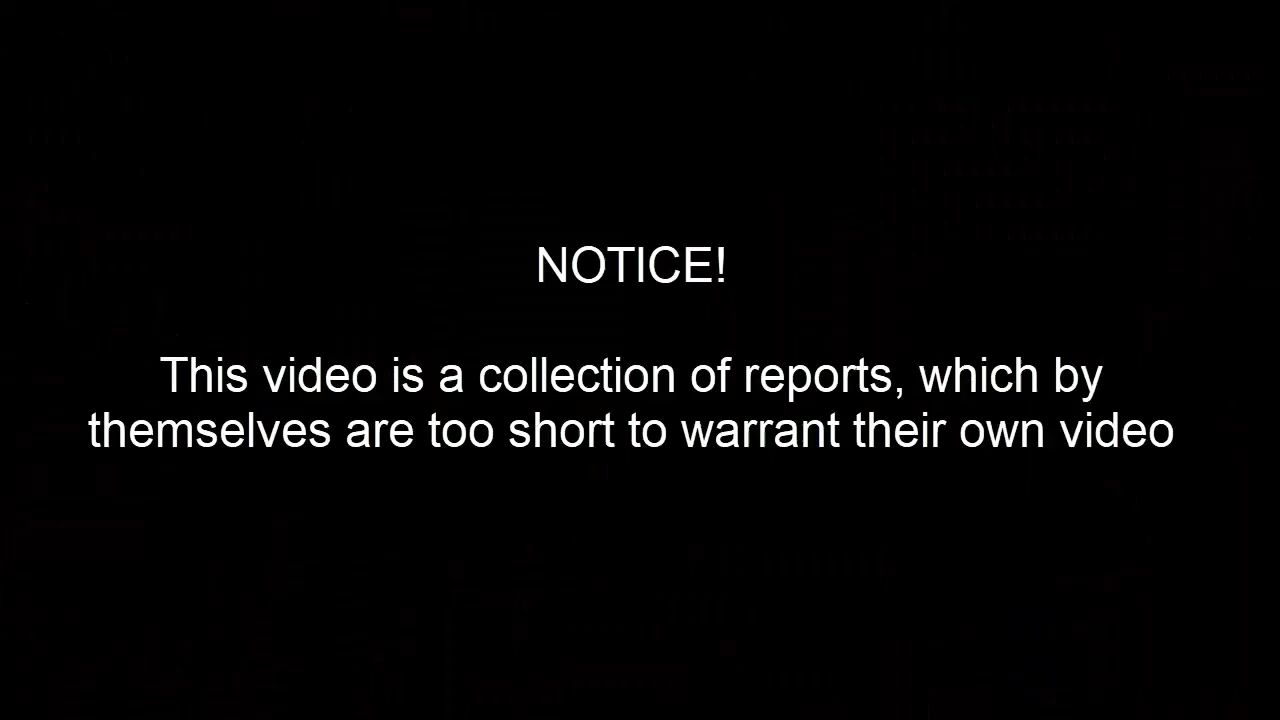 NOTICE!
This video is a collection of reports, which by
themselves are too short to warrant their own video